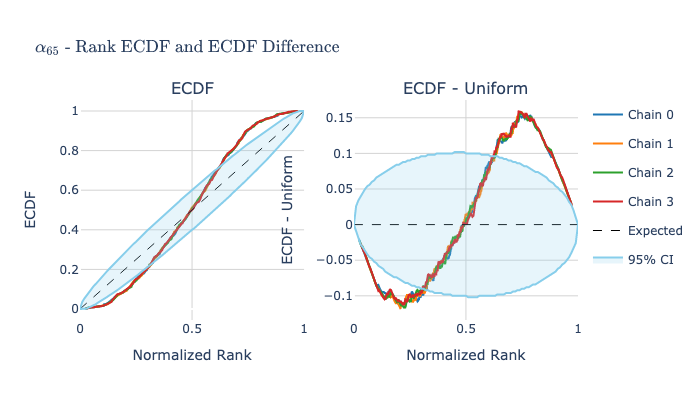 α65 - Rank ECDF and ECDF Difference
ECDF
ECDF - Uniform
ECDF
1
0.8
0.6
0.4
0.2
0
0
0.5
1
Normalized Rank
ECDF - Uniform
0.15
0.1
0.05
0
−0.05
−0.1
0
0.5
1
Normalized Rank
Chain 0
Chain 1
Chain 2
Chain 3
Expected
95% CI